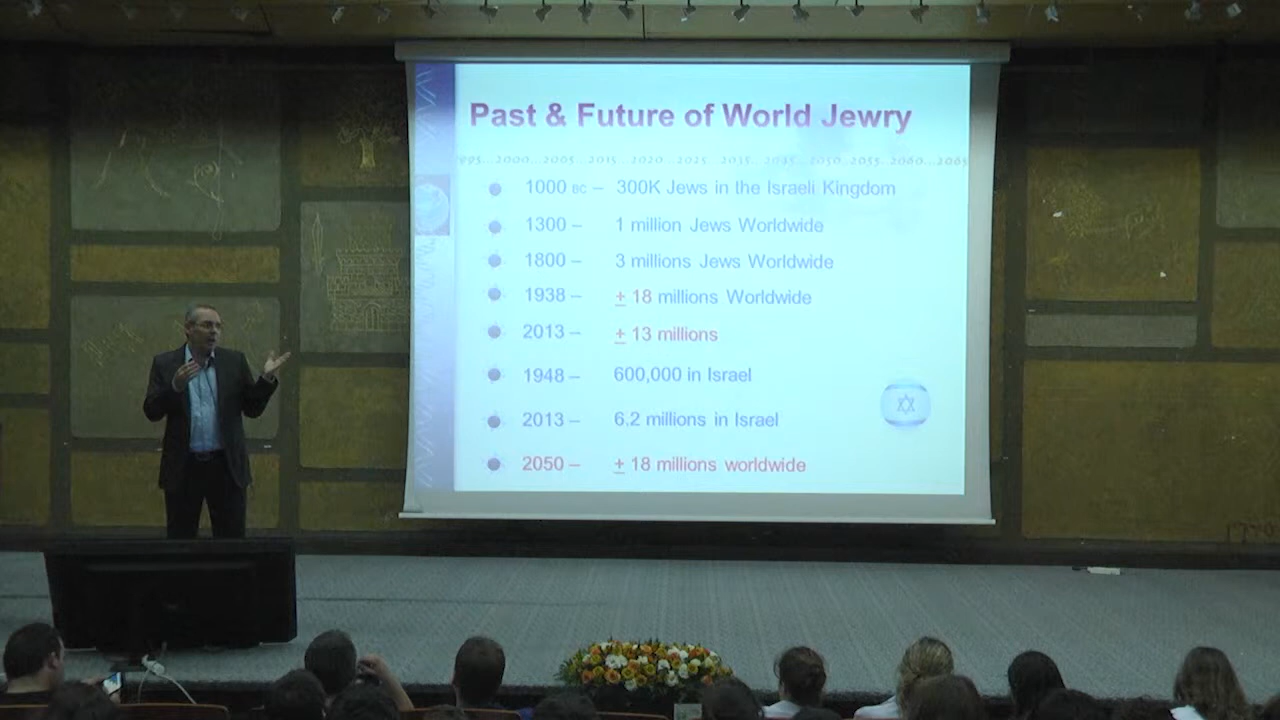 Past & Future of World Jewry
1000 BC – 300K Jews in the Israeli Kingdom
1300 – 1 million Jews Worldwide
1800 – 3 millions Jews Worldwide
1938 – ± 18 millions Worldwide
2013 – ± 13 millions
1948 – 600,000 in Israel
2013 – 6.2 millions in Israel
2050 – ± 18 millions worldwide